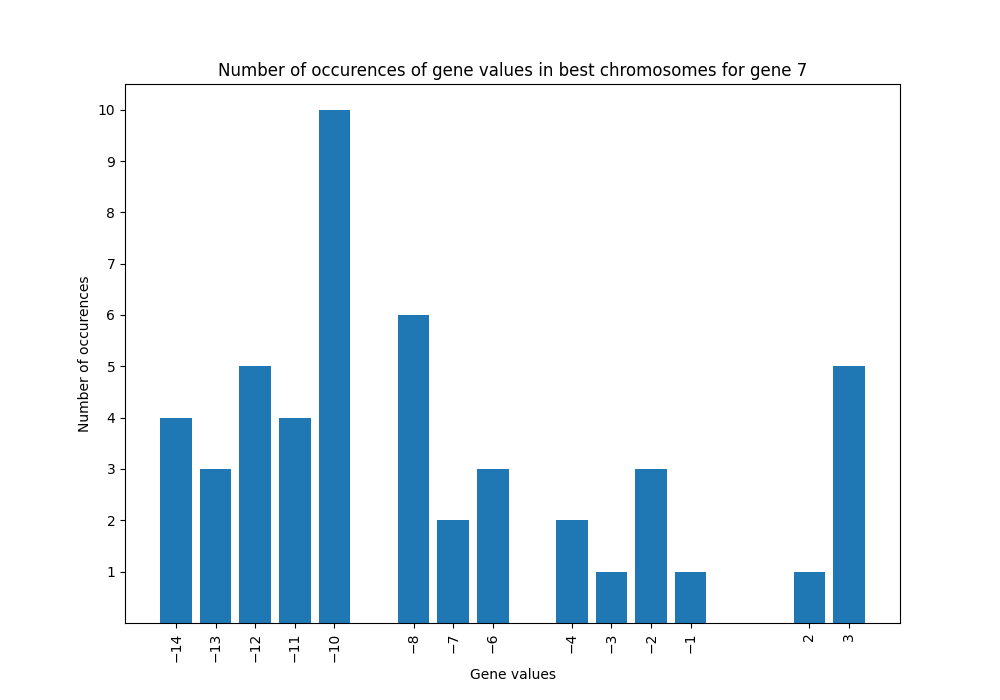 Number of occurences of gene values in best chromosomes for gene 7
10
9
8
7
6
5
4
3
2
1
Number of occurences
−14 −13 −12 −11 −10 −8 −7 −6 −4 −3 −2 −1 2 3
Gene values